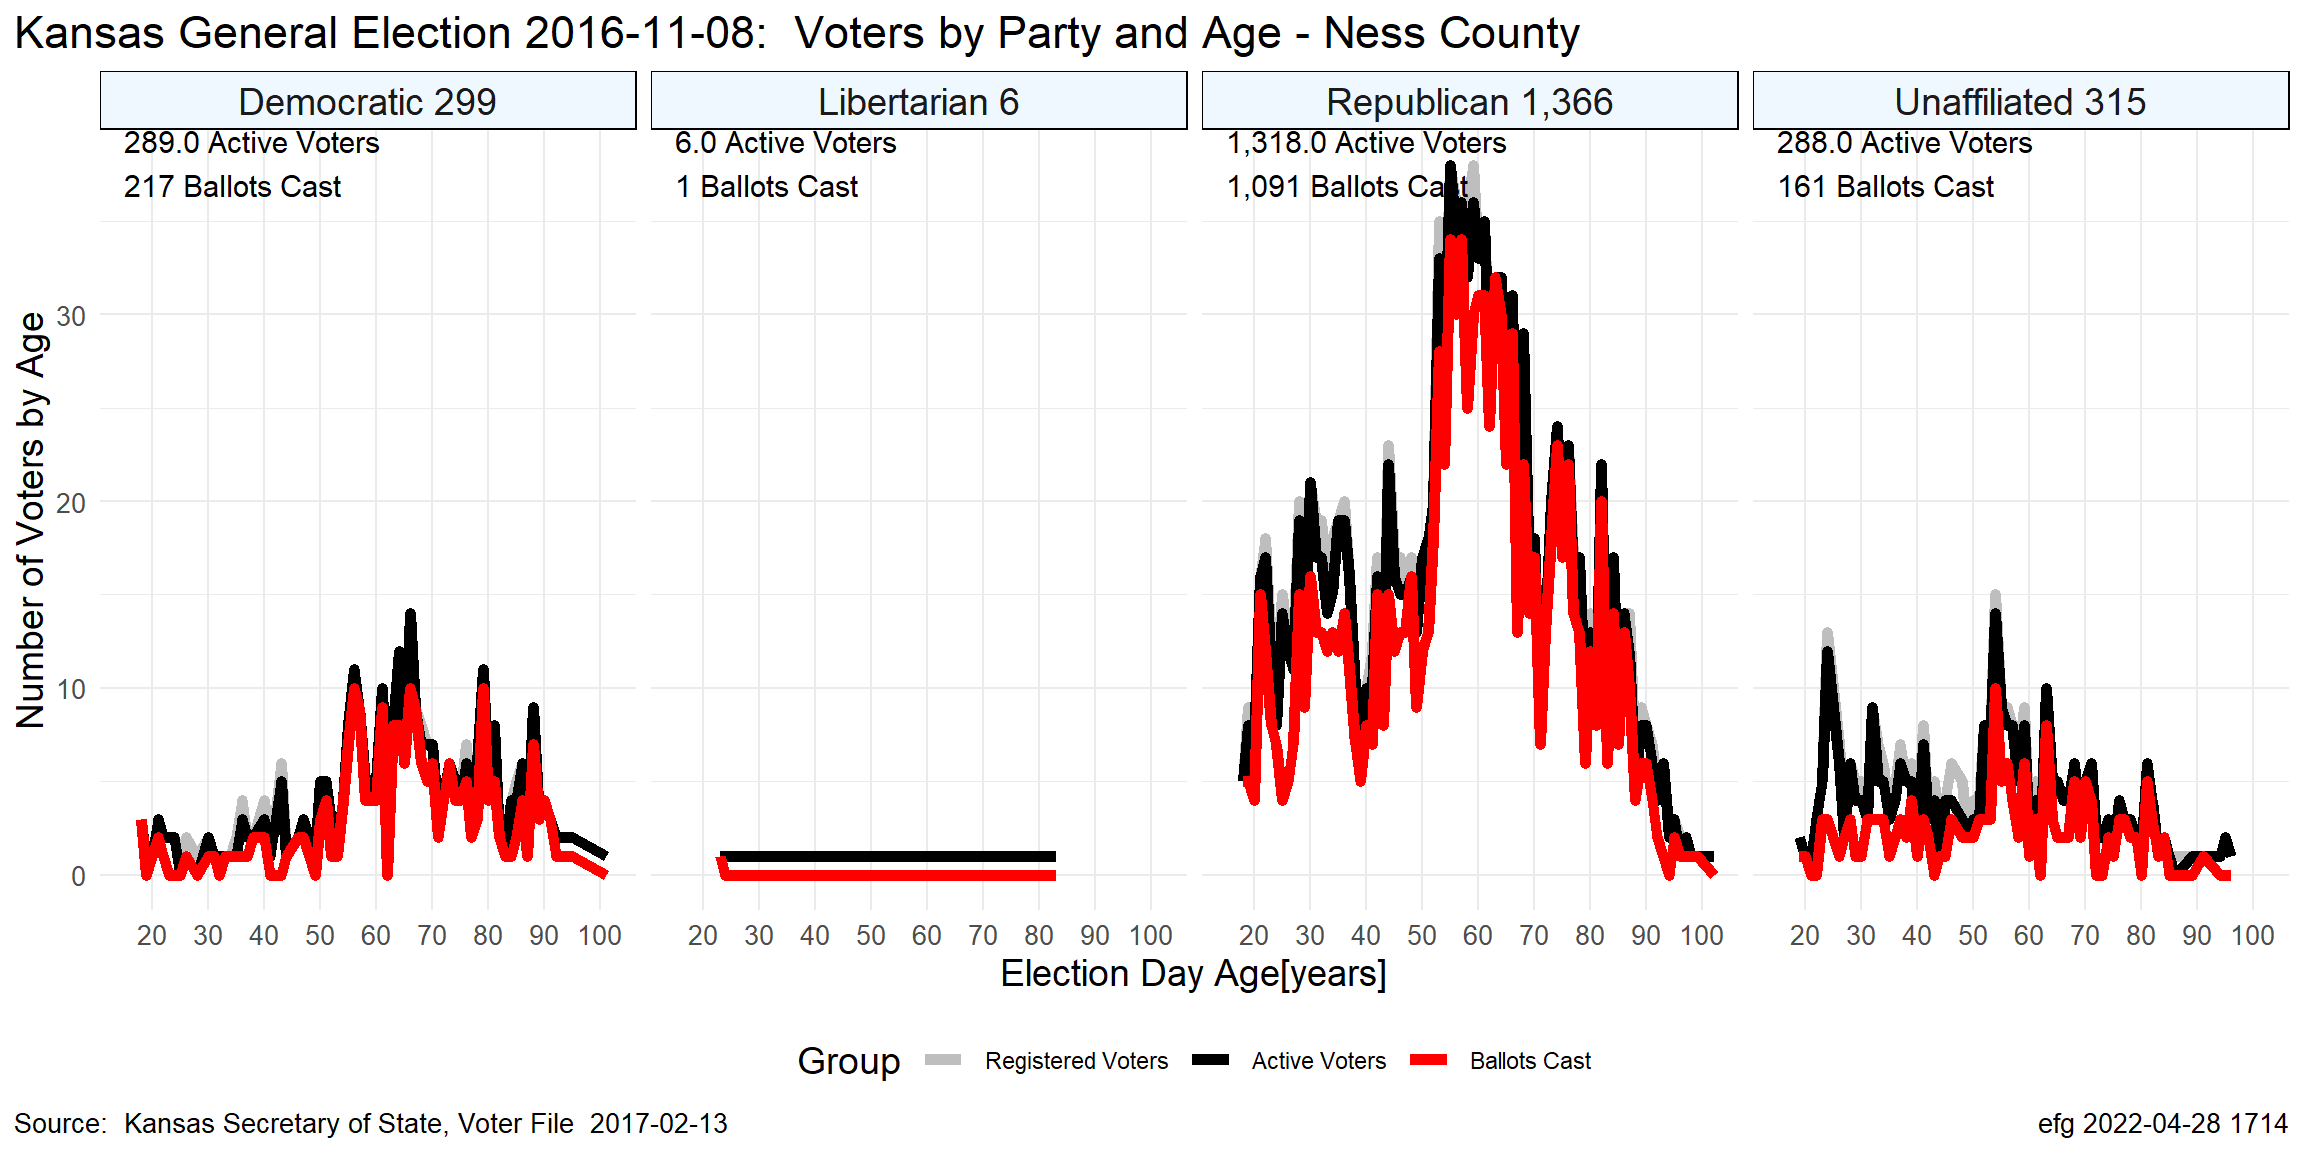 Kansas General Election 2016-11-08:  Voters by Party and Age - Ness County
Democratic 299
Libertarian 6
Republican 1,366
Unaffiliated 315
289.0 Active Voters
217 Ballots Cast
6.0 Active Voters
1 Ballots Cast
1,318.0 Active Voters
1,091 Ballots Cast
288.0 Active Voters
161 Ballots Cast
Number of Voters by Age
30
20
10
0
20 30 40 50 60 70 80 90 100
20 30 40 50 60 70 80 90 100
20 30 40 50 60 70 80 90 100
20 30 40 50 60 70 80 90 100
Election Day Age[years]
Group Registered Voters Active Voters Ballots Cast
Source:  Kansas Secretary of State, Voter File  2017-02-13
efg 2022-04-28 1714